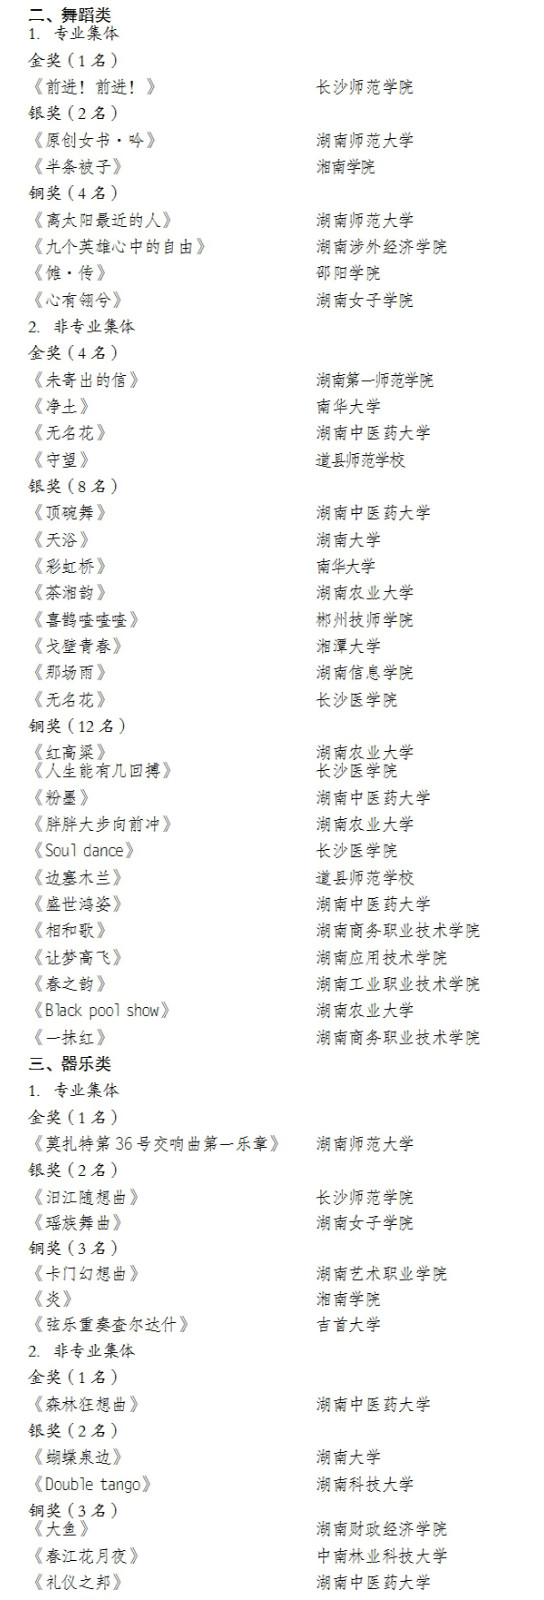 二、舞蹈类
1. 专业集体
金奖（1 名）
《前进！前进！》 长沙师范学院
银奖（2 名）
《原创女书·吟》 湖南师范大学
《半条被子》 湘南学院
铜奖（4 名）
《离太阳最近的人》 湖南师范大学
《九个英雄心中的自由》 湖南涉外经济学院
《傩·传》 邵阳学院
《心有翎兮》 湖南女子学院
2. 非专业集体
金奖（4 名）
《未寄出的信》 湖南第一师范学院
《净土》 南华大学
《无名花》 湖南中医药大学
《守望》 道县师范学校
银奖（8 名）
《顶碗舞》 湖南中医药大学
《天浴》 湖南大学
《彩虹桥》 南华大学
《茶湘韵》 湖南农业大学
《喜鹊喳喳喳》 郴州技师学院
《戈壁青春》 湘潭大学
《那场雨》 湖南信息学院
《无名花》 长沙医学院
铜奖（12 名）
《红高粱》 湖南农业大学
《人生能有几回搏》 长沙医学院
《粉墨》 湖南中医药大学
《胖胖大步向前冲》 湖南农业大学
《Soul dance》 长沙医学院
《边塞木兰》 道县师范学校
《盛世鸿姿》 湖南中医药大学
《相和歌》 湖南商务职业技术学院
《让梦高飞》 湖南应用技术学院
《春之韵》 湖南工业职业技术学院
《Black pool show》 湖南农业大学
《一抹红》 湖南商务职业技术学院
三、器乐类
1. 专业集体
金奖（1 名）
《莫扎特第 36 号交响曲第一乐章》 湖南师范大学
银奖（2 名）
《汨江随想曲》 长沙师范学院
《瑶族舞曲》 湖南女子学院
铜奖（3 名）
《卡门幻想曲》 湖南艺术职业学院
《炎》 湘南学院
《弦乐重奏查尔达什》 吉首大学
2. 非专业集体
金奖（1 名）
《森林狂想曲》 湖南中医药大学
银奖（2 名）
《蝴蝶泉边》 湖南大学
《Double tango》 湖南科技大学
铜奖（3 名）
《大鱼》 湖南财政经济学院
《春江花月夜》 中南林业科技大学
《礼仪之邦》 湖南中医药大学